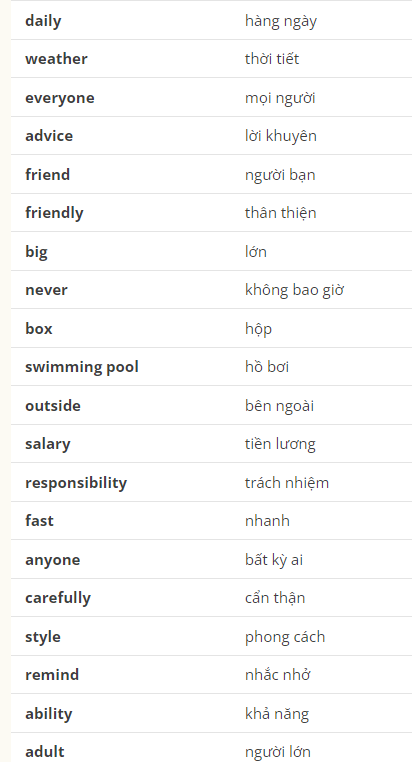 daily hàng ngày
weather thời tiết
everyone mọi người
advice lời khuyên
friend người bạn
friendly thân thiện
big lớn
never không bao giờ
box hộp
swimming pool hồ bơi
outside bên ngoài
salary tiền lương
responsibility trách nhiệm
fast nhanh
anyone bất kỳ ai
carefully cẩn thận
style phong cách
remind nhắc nhở
ability khả năng
adult người lớn